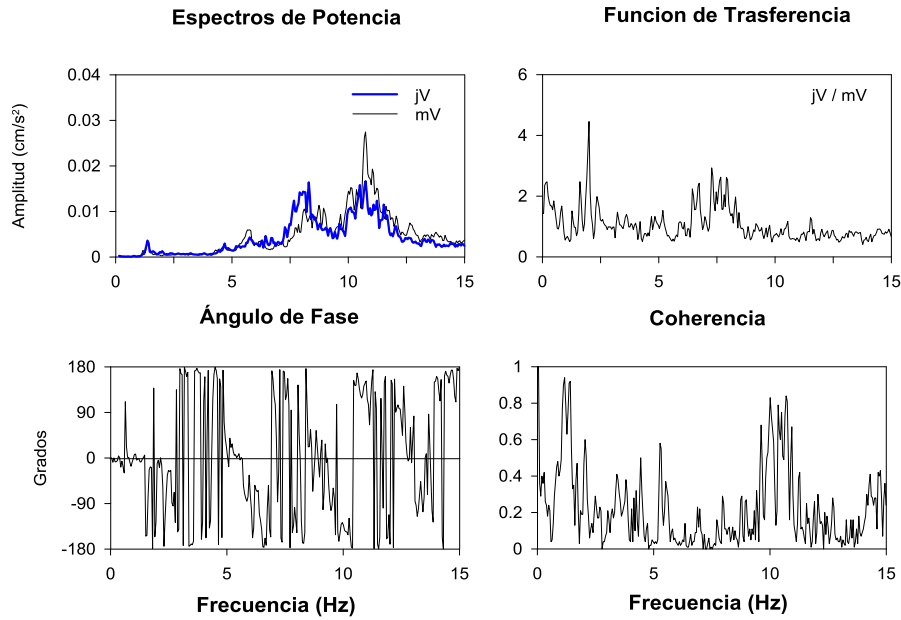 Espectros de Potencia
Funcion de Trasferencia
0.04
0.03
0.02
0.01
0
Amplitud (cm/s²)
jV
mV
0 5 10 15
6
4
2
0
jV / mV
0 5 10 15
Ángulo de Fase
Coherencia
180
90
0
-90
-180
Grados
0 5 10 15
Frecuencia (Hz)
1
0.8
0.6
0.4
0.2
0
0 5 10 15
Frecuencia (Hz)